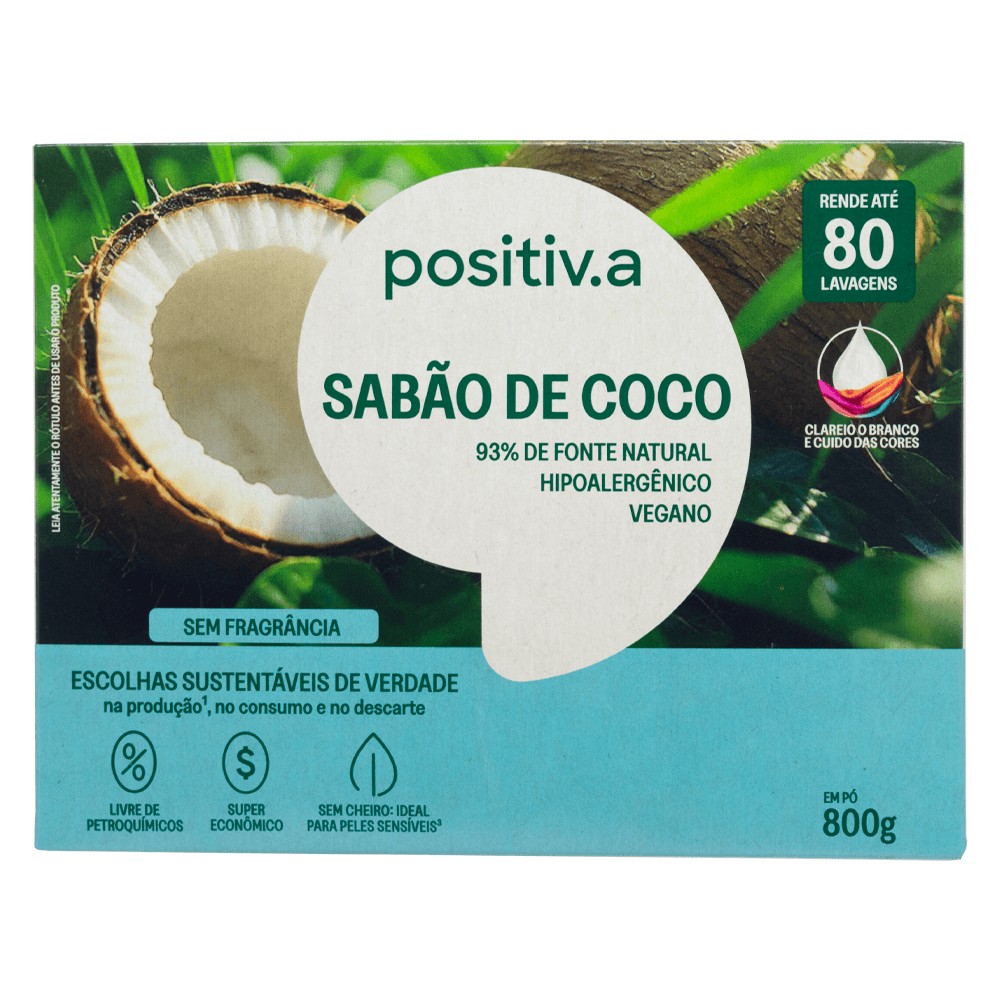 positiv.a
RENDE ATÉ
80
LAVAGENS
SABÃO DE COCO
93% DE FONTE NATURAL
HIPOALERGÊNICO
VEGANO
CLAREIO O BRANCO
E CUIDO DAS CORES
LEIA ATENTAMENTE O RÓTULO ANTES DE USAR O PRODUTO
SEM FRAGRÂNCIA
ESCOLHAS SUSTENTÁVEIS DE VERDADE
na produção¹, no consumo e no descarte
%
$
LIVRE DE
PETROQUÍMICOS
SUPER
ECONÔMICO
SEM CHEIRO: IDEAL
PARA PELES SENSÍVEIS³
EM PÓ
800g